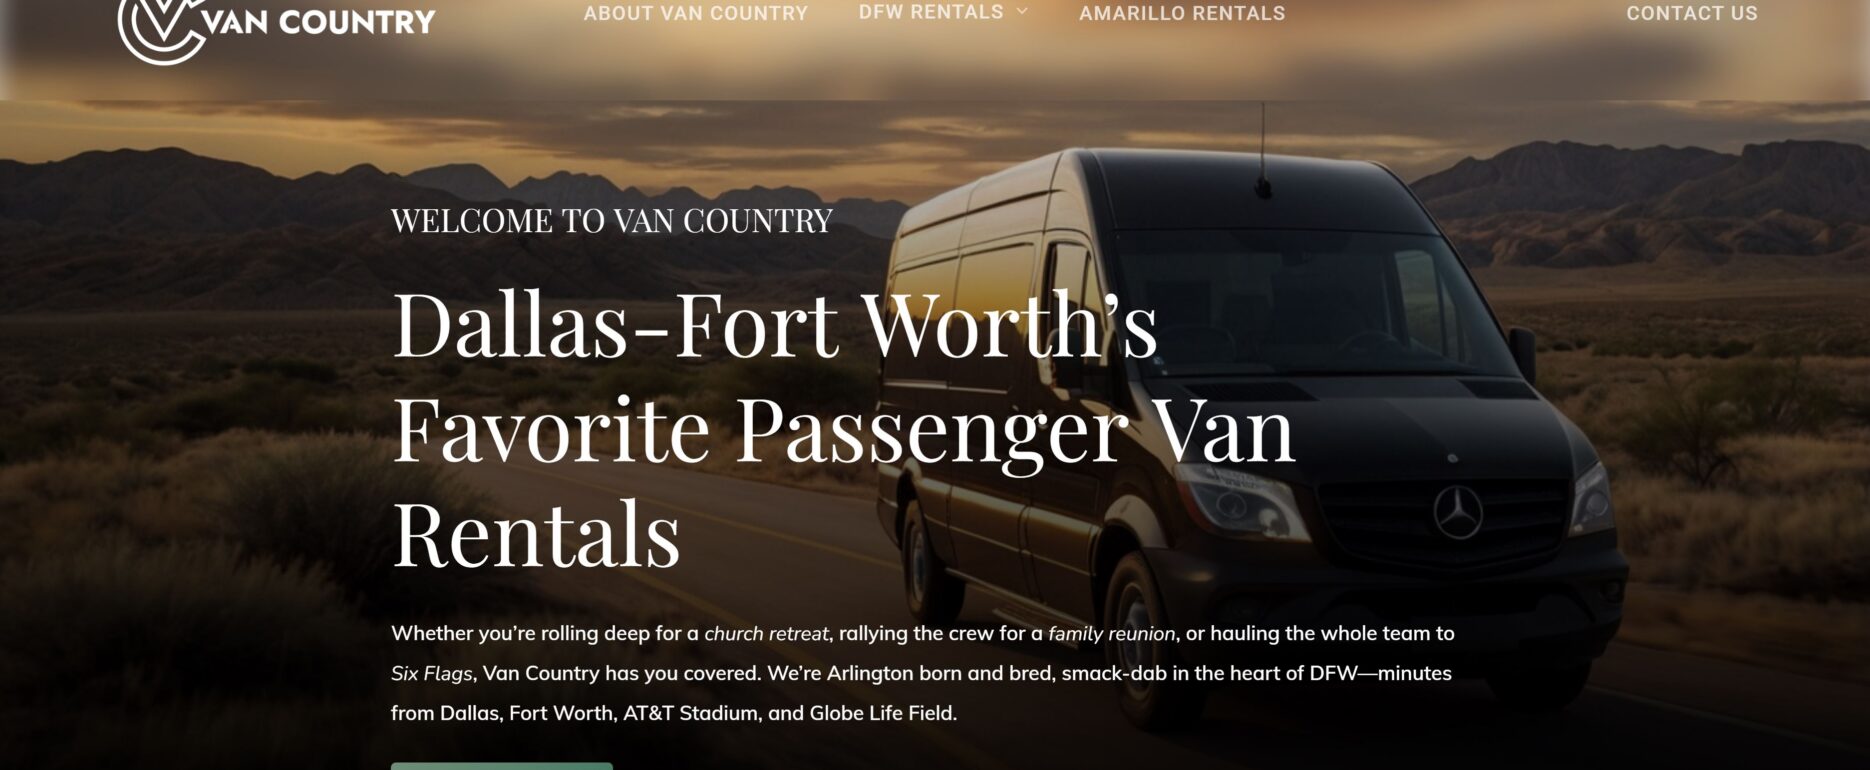 VAN COUNTRY
ABOUT VAN COUNTRY
DFW RENTALS
AMARILLO RENTALS
CONTACT US
WELCOME TO VAN COUNTRY
Dallas–Fort Worth’s
Favorite Passenger Van
Rentals
Whether you’re rolling deep for a church retreat, rallying the crew for a family reunion, or hauling the whole team to
Six Flags, Van Country has you covered. We’re Arlington born and bred, smack-dab in the heart of DFW—minutes
from Dallas, Fort Worth, AT&T Stadium, and Globe Life Field.